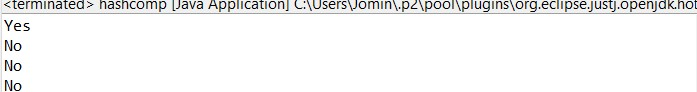 <terminated> hashcomp [Java Application] C:\Users\Jomin\.p2\pool\plugins\org.eclipse.justj.openjdk.hot
Yes
No
No
No